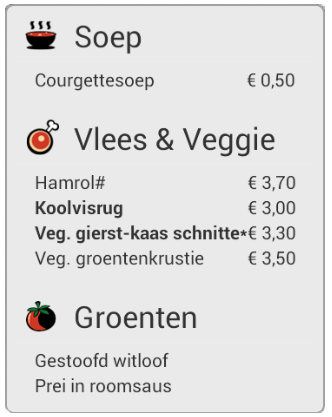 Soep
Courgettesoep € 0,50
Vlees & Veggie
Hamrol# € 3,70
Koolvisrug € 3,00
Veg. gierst-kaas schnitte*€ 3,30
Veg. groentenkrustie € 3,50
Groenten
Gestoofd witloof
Prei in roomsaus